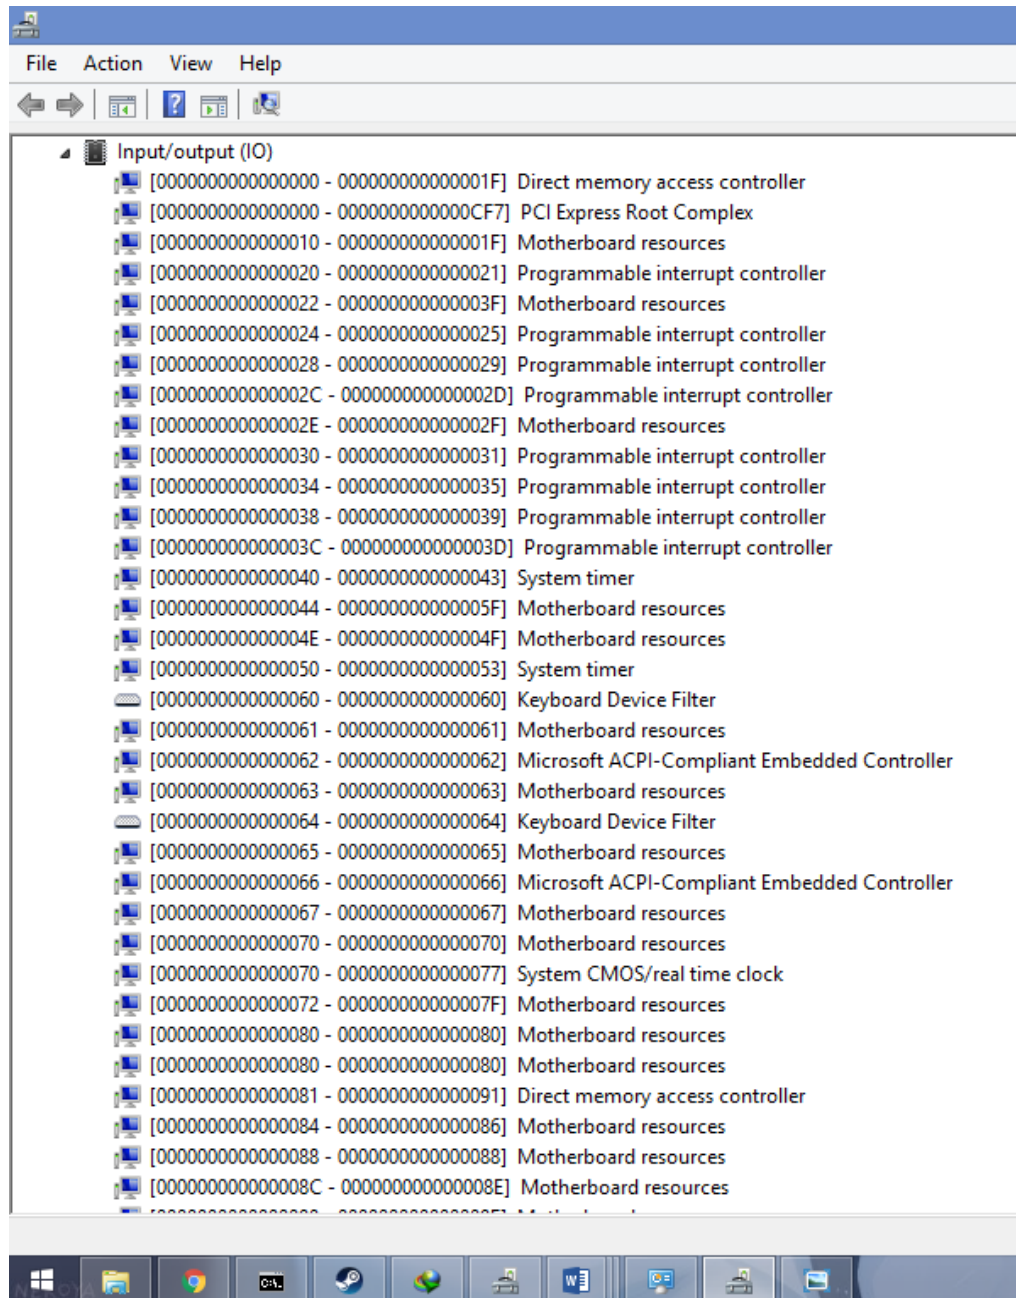 File Action View Help
Input/output (IO)
[0000000000000000 - 000000000000001F] Direct memory access controller
[0000000000000000 - 0000000000000CF7] PCI Express Root Complex
[0000000000000010 - 000000000000001F] Motherboard resources
[0000000000000020 - 0000000000000021] Programmable interrupt controller
[0000000000000022 - 000000000000003F] Motherboard resources
[0000000000000024 - 0000000000000025] Programmable interrupt controller
[0000000000000028 - 0000000000000029] Programmable interrupt controller
[000000000000002C - 000000000000002D] Programmable interrupt controller
[000000000000002E - 000000000000002F] Motherboard resources
[0000000000000030 - 0000000000000031] Programmable interrupt controller
[0000000000000034 - 0000000000000035] Programmable interrupt controller
[0000000000000038 - 0000000000000039] Programmable interrupt controller
[000000000000003C - 000000000000003D] Programmable interrupt controller
[0000000000000040 - 0000000000000043] System timer
[0000000000000044 - 000000000000005F] Motherboard resources
[000000000000004E - 000000000000004F] Motherboard resources
[0000000000000050 - 0000000000000053] System timer
[0000000000000060 - 0000000000000060] Keyboard Device Filter
[0000000000000061 - 0000000000000061] Motherboard resources
[0000000000000062 - 0000000000000062] Microsoft ACPI-Compliant Embedded Controller
[0000000000000063 - 0000000000000063] Motherboard resources
[0000000000000064 - 0000000000000064] Keyboard Device Filter
[0000000000000065 - 0000000000000065] Motherboard resources
[0000000000000066 - 0000000000000066] Microsoft ACPI-Compliant Embedded Controller
[0000000000000067 - 0000000000000067] Motherboard resources
[0000000000000070 - 0000000000000070] Motherboard resources
[0000000000000070 - 0000000000000077] System CMOS/real time clock
[0000000000000072 - 000000000000007F] Motherboard resources
[0000000000000080 - 0000000000000080] Motherboard resources
[0000000000000080 - 0000000000000080] Motherboard resources
[0000000000000081 - 0000000000000091] Direct memory access controller
[0000000000000084 - 0000000000000086] Motherboard resources
[0000000000000088 - 0000000000000088] Motherboard resources
[000000000000008C - 000000000000008E] Motherboard resources